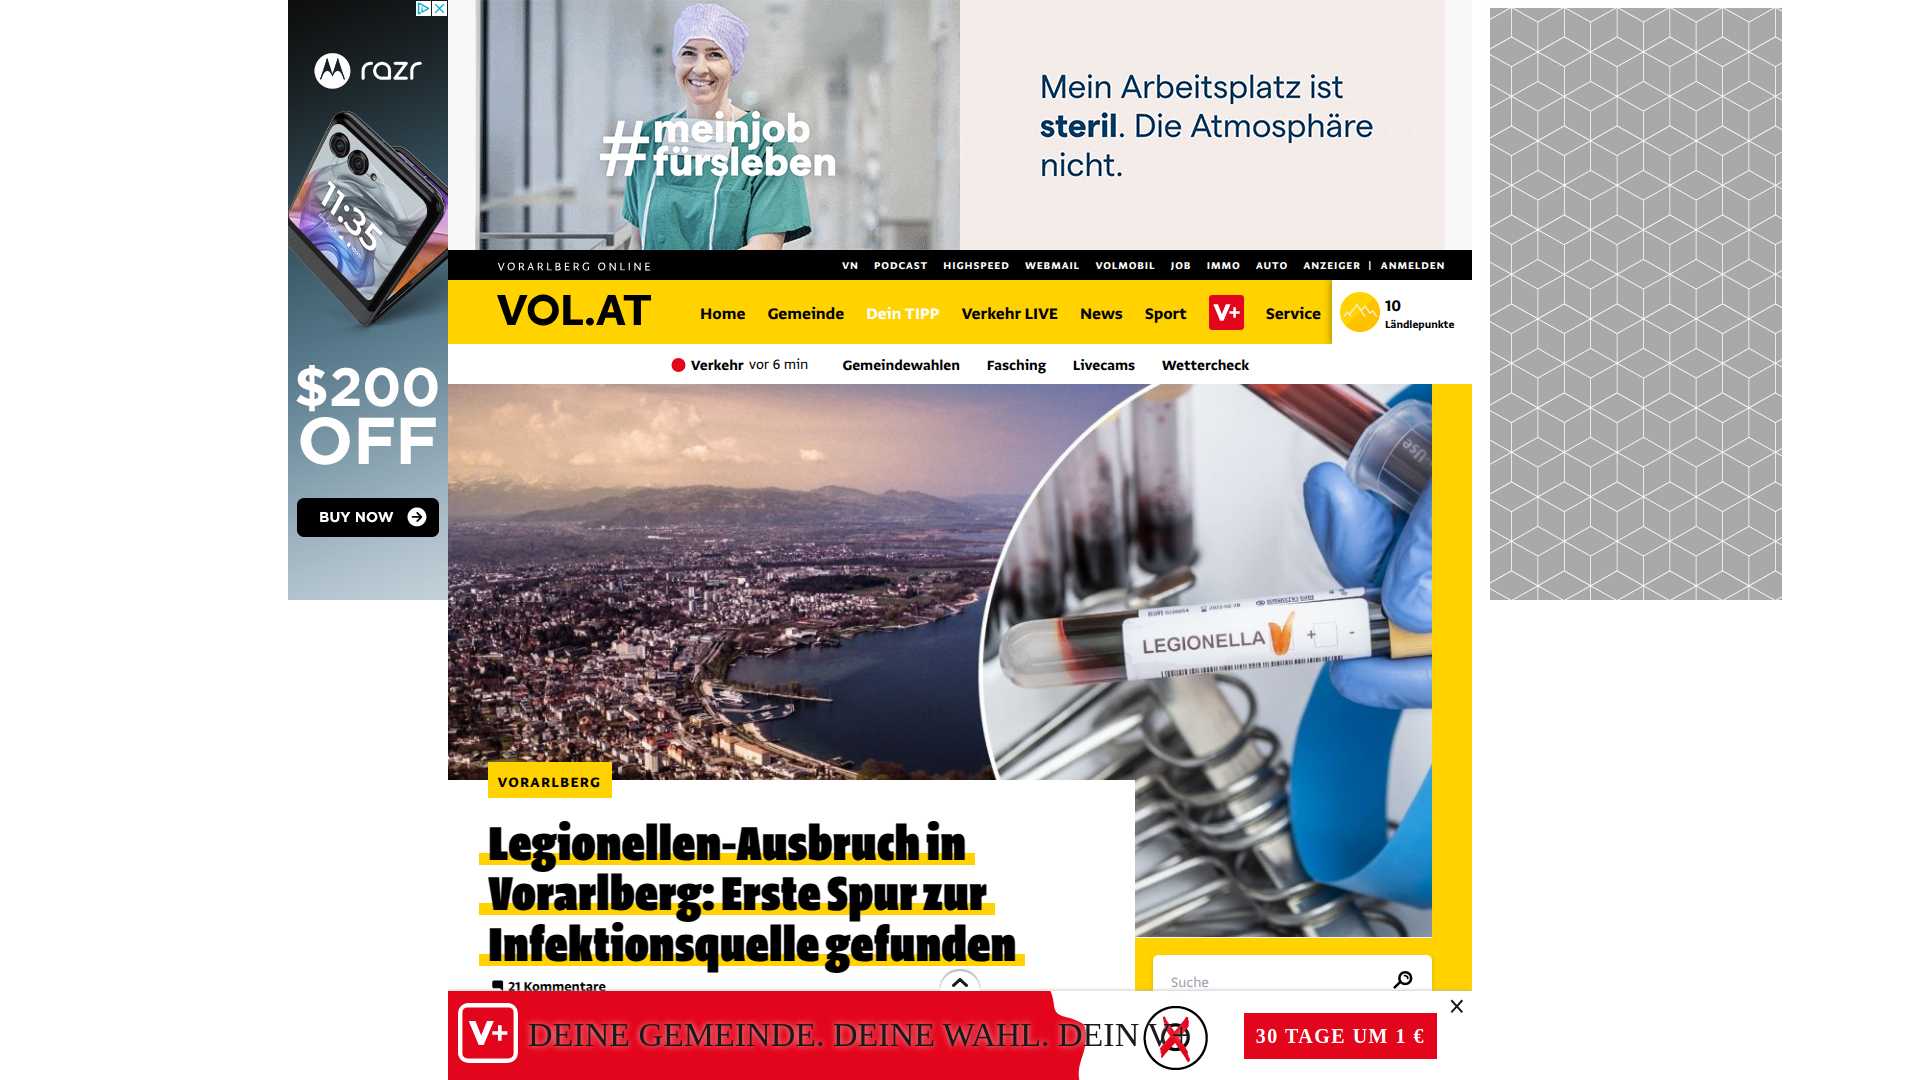 razr
11:35
$200
OFF
BUY NOW
#meinjob
fürsleben
Mein Arbeitsplatz ist
steril. Die Atmosphäre
nicht.
VORARLBERG ONLINE
VN PODCAST HIGHSPEED WEBMAIL VOLMOBIL JOB IMMO AUTO ANZEIGER | ANMELDEN
VOL.AT
Home Gemeinde Dein TIPP Verkehr LIVE News Sport V+ Service
10
Ländlepunkte
Verkehr vor 6 min Gemeindewahlen Fasching Livecams Wettercheck
Use
LEGIONELLA + -
VORARLBERG
Legionellen-Ausbruch in
Vorarlberg: Erste Spur zur
Infektionsquelle gefunden
21 Kommentare
Suche
V+ DEINE GEMEINDE. DEINE WAHL. DEIN V+
30 TAGE UM 1 €